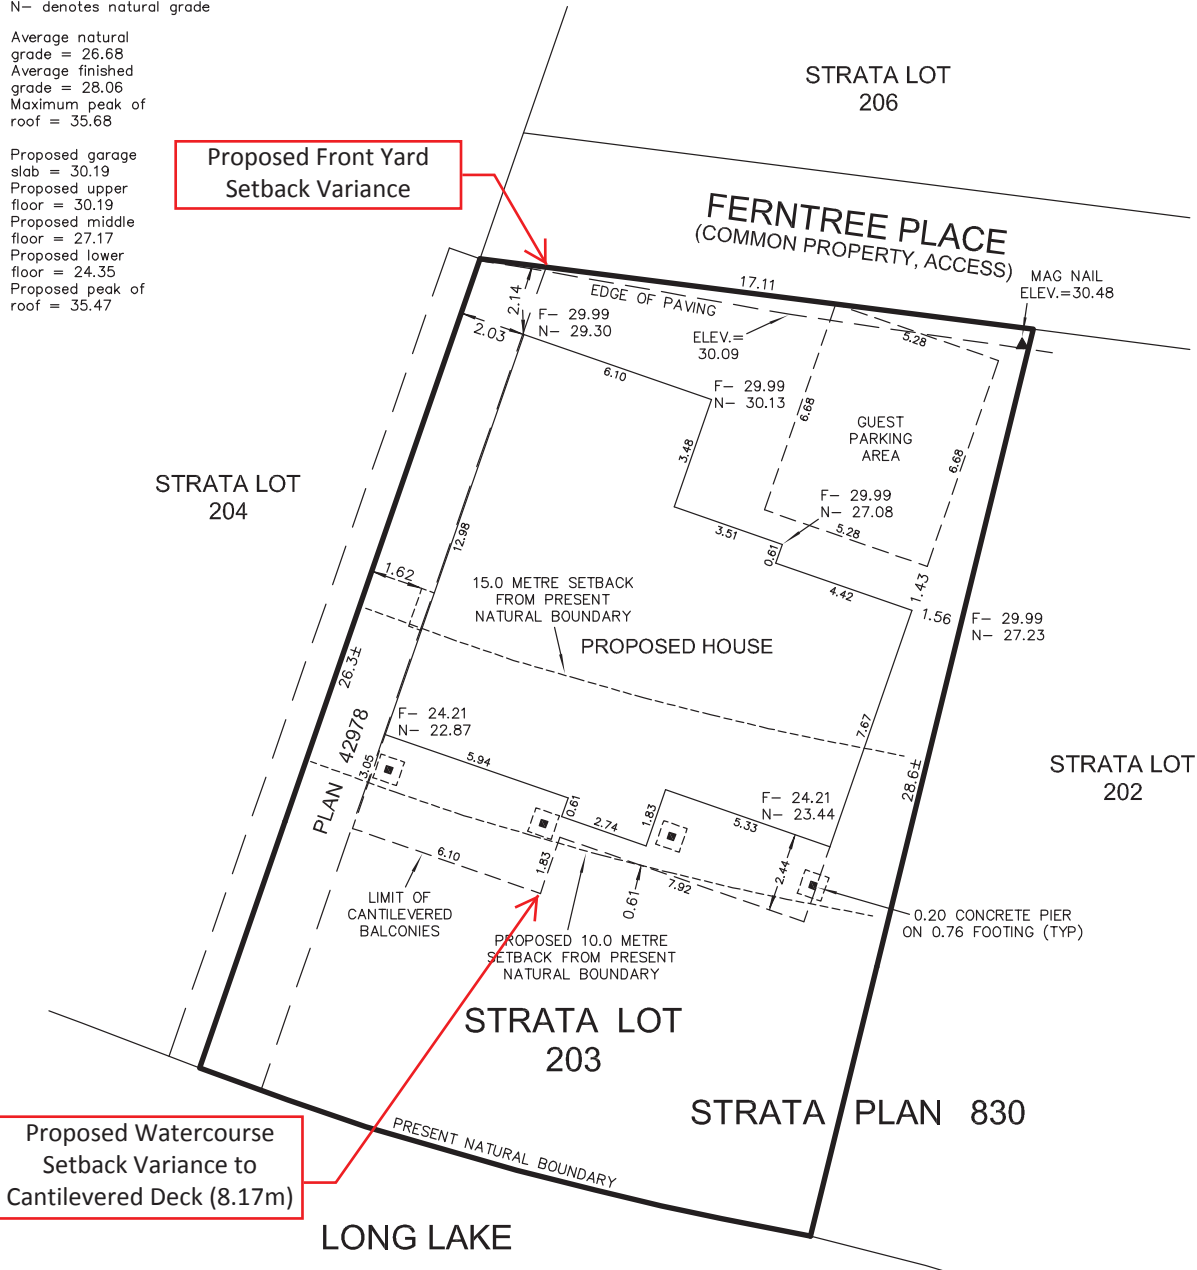 N- denotes natural grade
Average natural
grade = 26.68
Average finished
grade = 28.06
Maximum peak of
roof = 35.68
Proposed garage
slab = 30.19
Proposed upper
floor = 30.19
Proposed middle
floor = 27.17
Proposed lower
floor = 24.35
Proposed peak of
roof = 35.47
STRATA LOT
206
Proposed Front Yard
Setback Variance
FERNTREE PLACE
(COMMON PROPERTY, ACCESS)
MAG NAIL
ELEV.=30.48
17.11
EDGE OF PAVING
2.14
2.03
F- 29.99
N- 29.30
ELEV.=
30.09
5.28
6.10
F- 29.99
N- 30.13
6.68
GUEST
PARKING
AREA
6.68
3.48
STRATA LOT
204
F- 29.99
N- 27.08
12.98
3.51
5.28
0.61
1.62
15.0 METRE SETBACK
FROM PRESENT
NATURAL BOUNDARY
4.42
1.43
1.56
F- 29.99
N- 27.23
PROPOSED HOUSE
26.3±
PLAN 42978
F- 24.21
N- 22.87
7.67
5.94
3.05
28.6±
STRATA LOT
202
0.61
2.74
1.83
F- 24.21
N- 23.44
5.33
6.10
1.83
2.44
7.92
0.61
LIMIT OF
CANTILEVERED
BALCONIES
0.20 CONCRETE PIER
ON 0.76 FOOTING (TYP)
PROPOSED 10.0 METRE
SETBACK FROM PRESENT
NATURAL BOUNDARY
STRATA LOT
203
STRATA PLAN 830
Proposed Watercourse
Setback Variance to
Cantilevered Deck (8.17m)
PRESENT NATURAL BOUNDARY
LONG LAKE